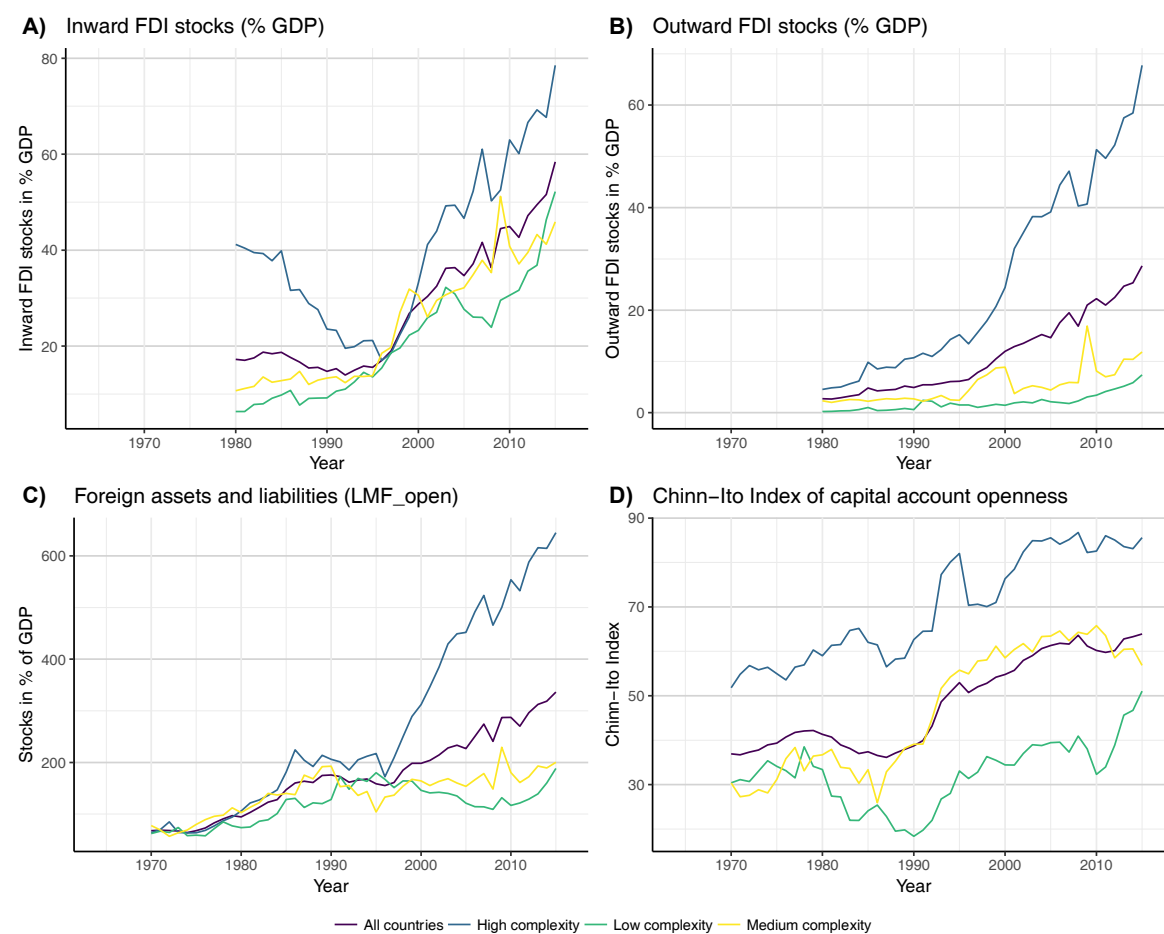 A) Inward FDI stocks (% GDP)
Inward FDI stocks in % GDP
80
60
40
20
1970 1980 1990 2000 2010
Year
B) Outward FDI stocks (% GDP)
Outward FDI stocks in % GDP
60
40
20
0
1970 1980 1990 2000 2010
Year
C) Foreign assets and liabilities (LMF_open)
Stocks in % of GDP
600
400
200
1970 1980 1990 2000 2010
Year
D) Chinn−Ito Index of capital account openness
Chinn−Ito Index
90
70
50
30
1970 1980 1990 2000 2010
Year
All countries High complexity Low complexity Medium complexity